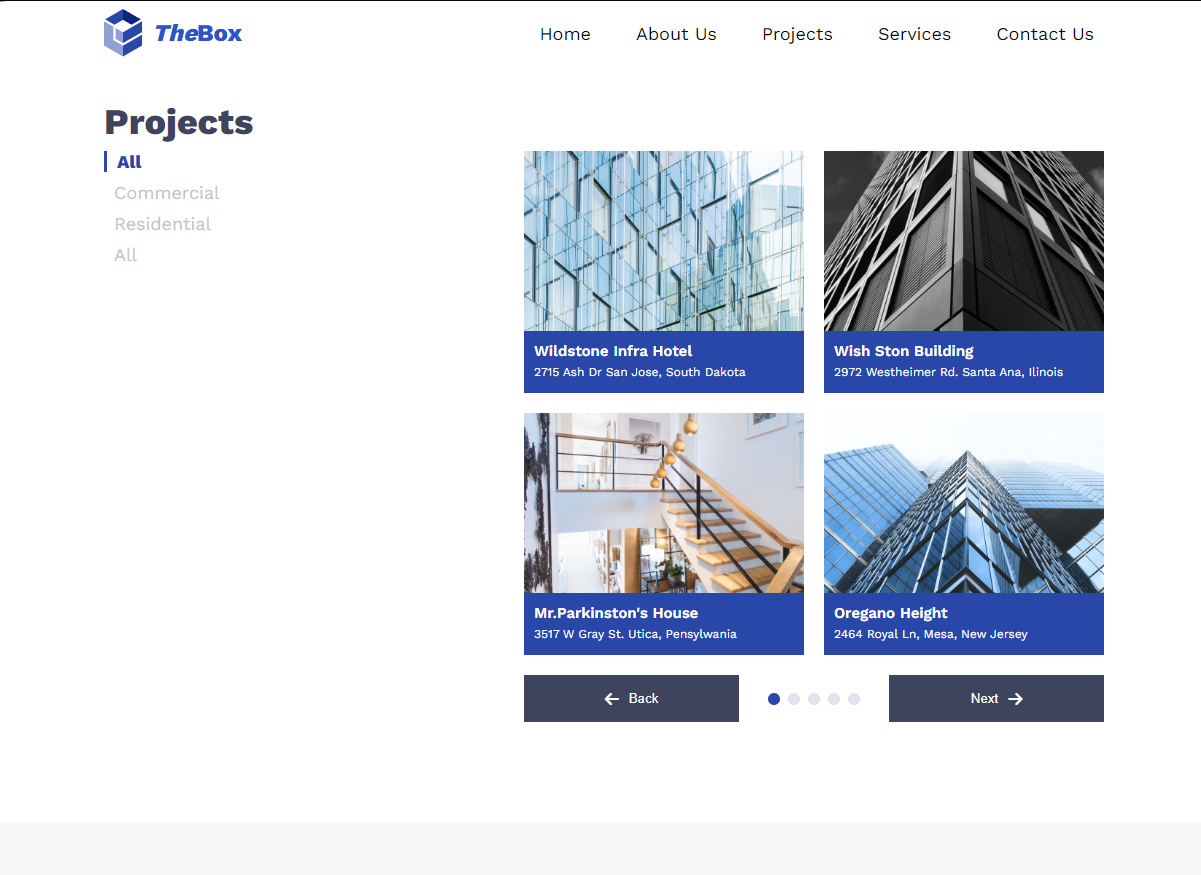 TheBox
Home
About Us
Projects
Services
Contact Us
Projects
All
Commercial
Residential
All
Wildstone Infra Hotel
2715 Ash Dr San Jose, South Dakota
Wish Ston Building
2972 Westheimer Rd. Santa Ana, Ilinois
Mr.Parkinston's House
3517 W Gray St. Utica, Pensylwania
Oregano Height
2464 Royal Ln, Mesa, New Jersey
Back
Next